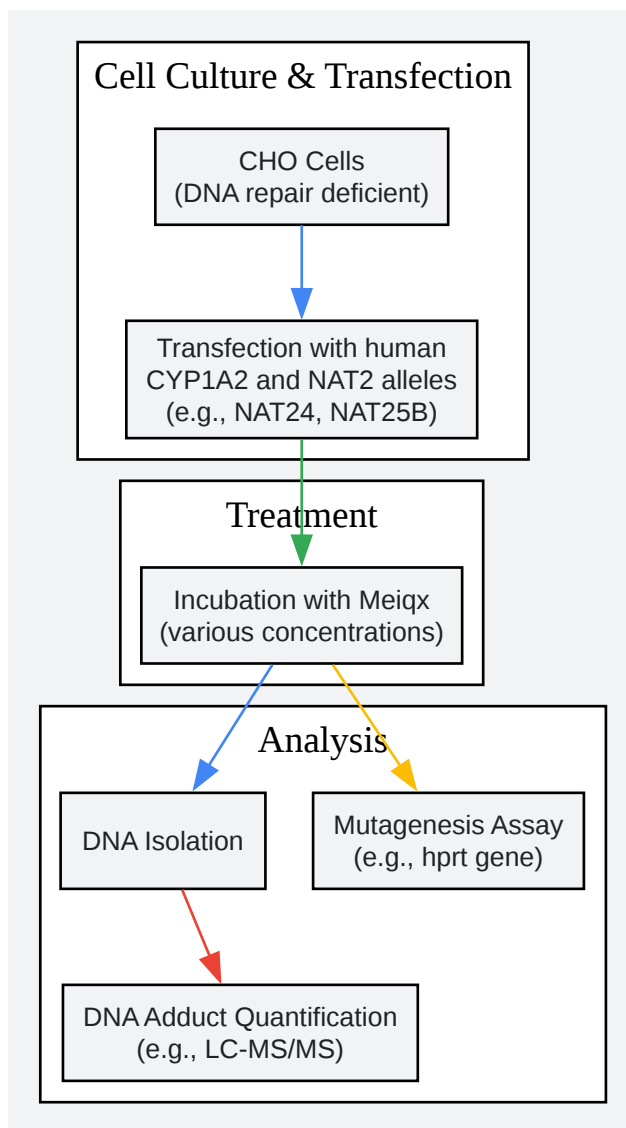 Cell Culture & Transfection
CHO Cells
(DNA repair deficient)
Transfection with human
CYP1A2 and NAT2 alleles
(e.g., NAT24, NAT25B)
Treatment
Incubation with Meiqx
(various concentrations)
Analysis
DNA Isolation
Mutagenesis Assay
(e.g., hprt gene)
DNA Adduct Quantification
(e.g., LC-MS/MS)